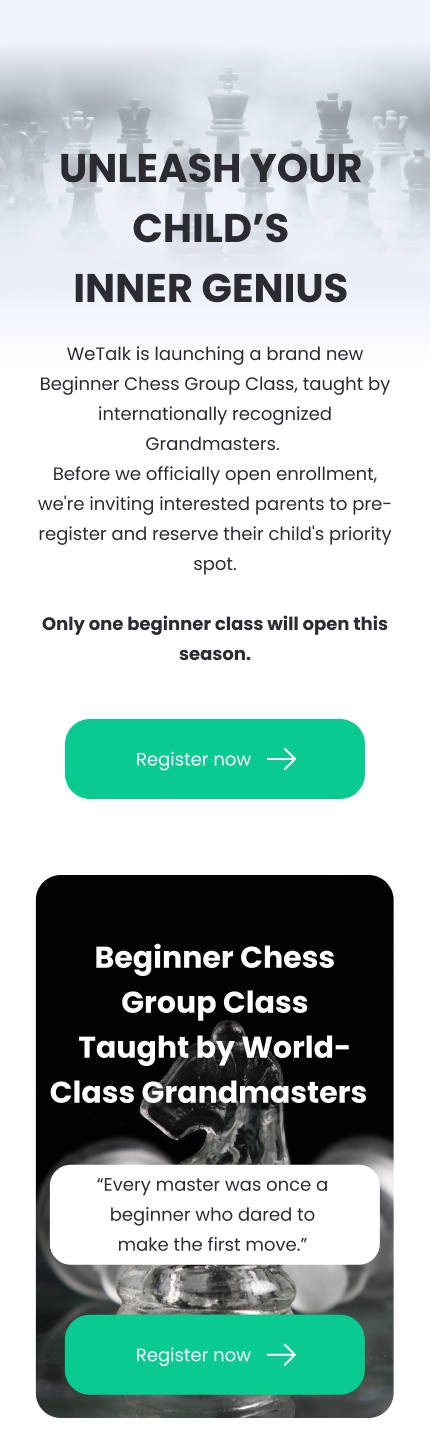 UNLEASH YOUR
CHILD’S
INNER GENIUS
WeTalk is launching a brand new
Beginner Chess Group Class, taught by
internationally recognized
Grandmasters.
Before we officially open enrollment,
we're inviting interested parents to pre-
register and reserve their child's priority
spot.
Only one beginner class will open this
season.
Register now
Beginner Chess
Group Class
Taught by World-
Class Grandmasters
“Every master was once a
beginner who dared to
make the first move.”
Register now